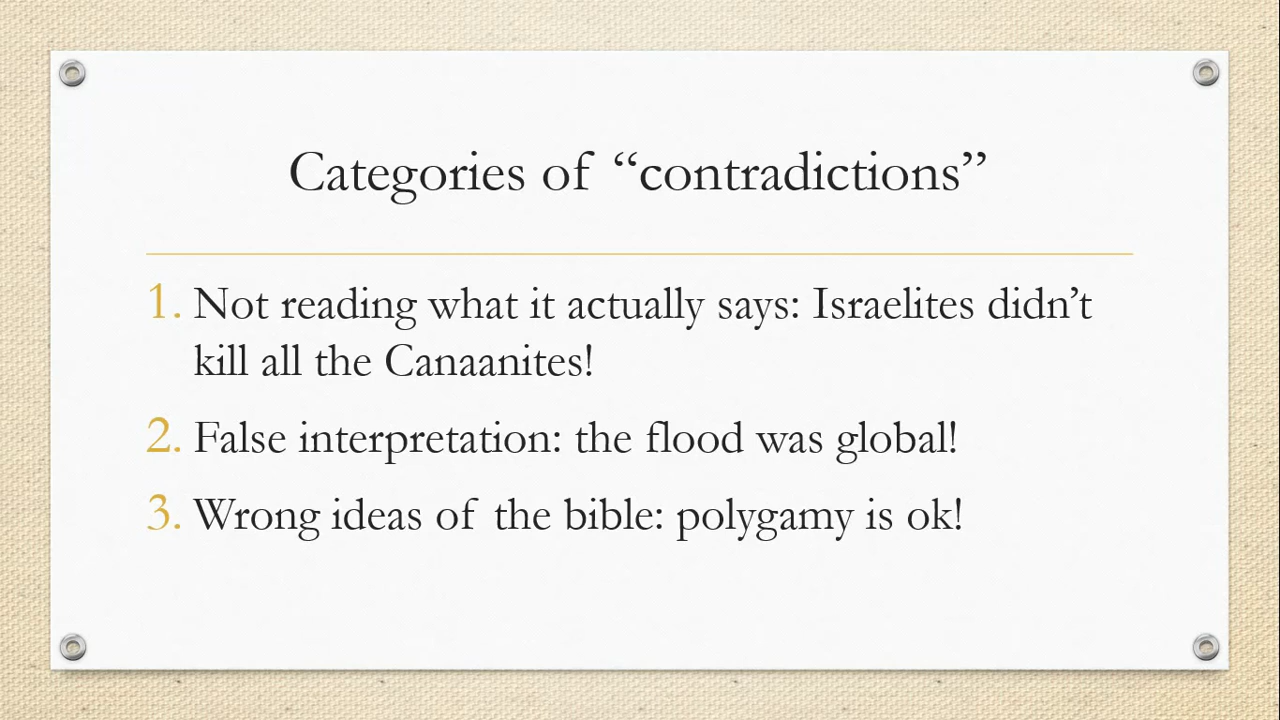 Categories of “contradictions”
1. Not reading what it actually says: Israelites didn’t
kill all the Canaanites!
2. False interpretation: the flood was global!
3. Wrong ideas of the bible: polygamy is ok!